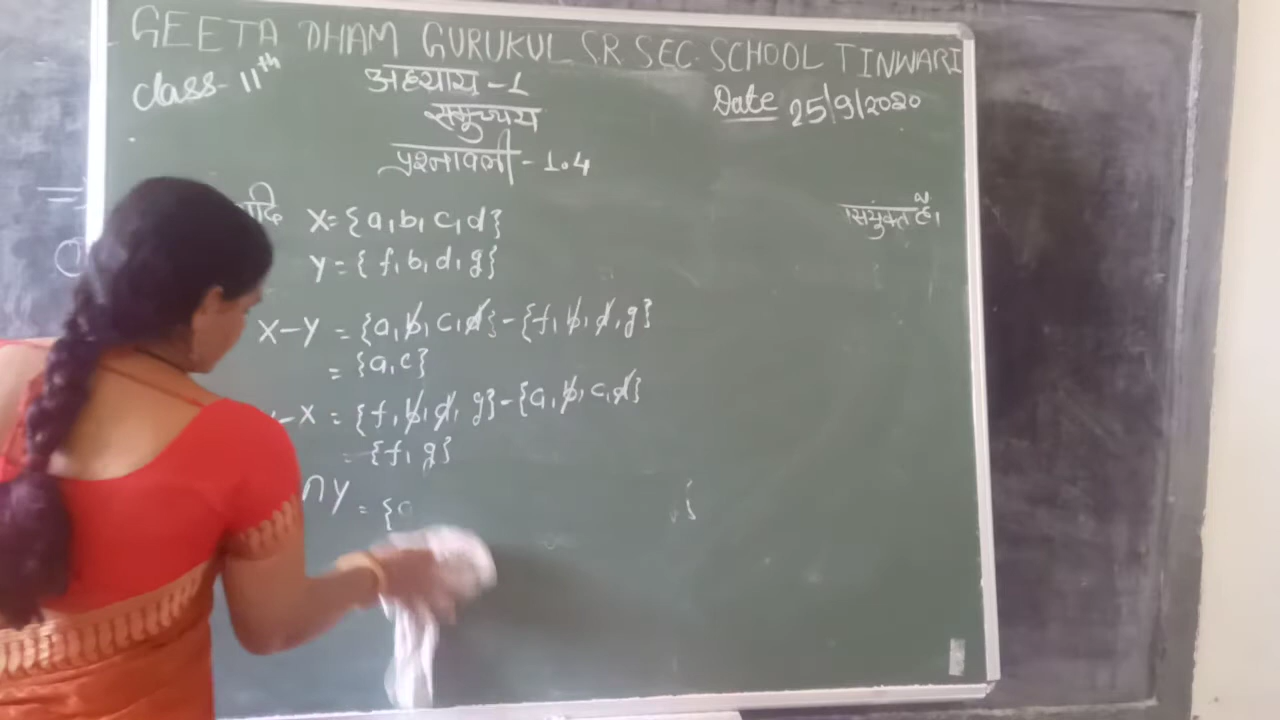 GEETA DHAM GURUKUL SR SEC. SCHOOL TINWARI
class-11th
अध्याय-1
Date 25/9/2020
समुच्चय
प्रश्नावली-1.4
यदि X={a,b,c,d}
संयुक्त है।
Y={f,b,d,g}
X-Y={a,b,c,d}-{f,b,d,g}
={a,c}
-X={f,b,d,g}-{a,b,c,d}
={f,g}
∩Y={